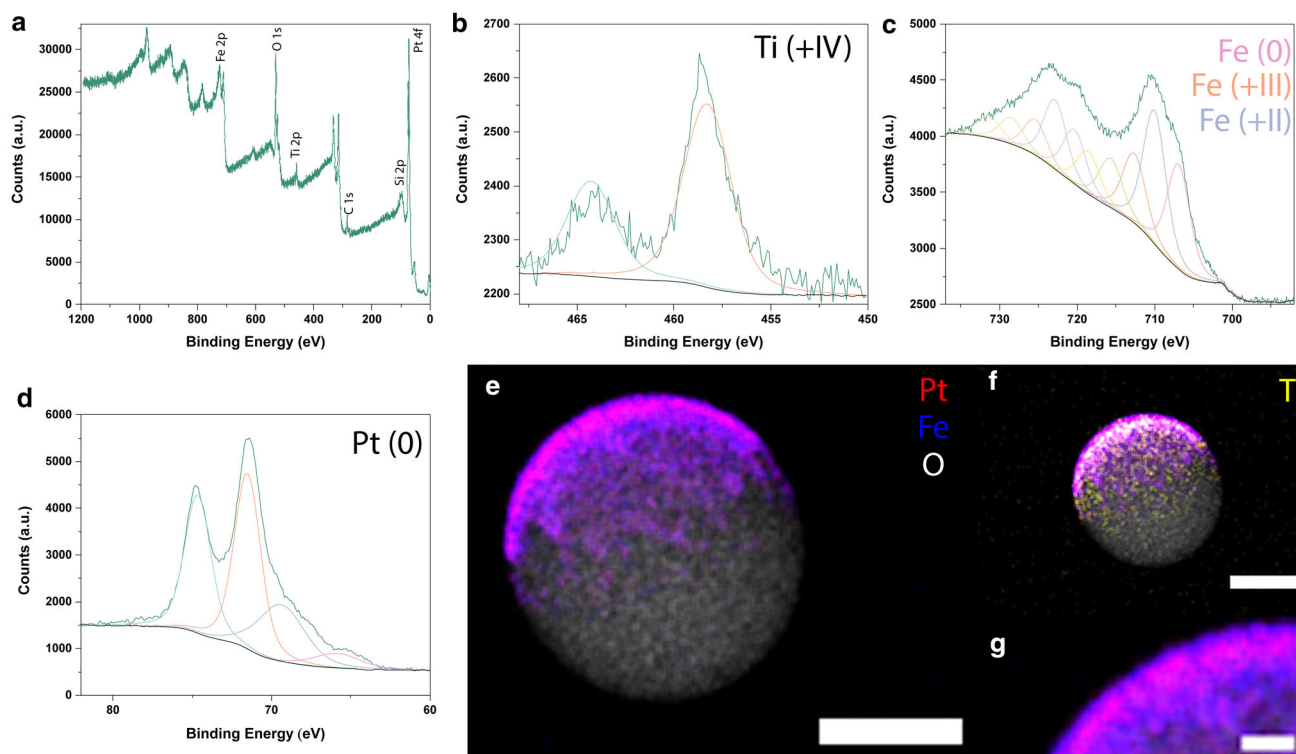 a
Counts (a.u.)
30000
25000
20000
15000
10000
5000
0
Fe 2p
O 1s
Ti 2p
C 1s
Si 2p
Pt 4f
1200
1000
800
600
400
200
0
Binding Energy (eV)
b
Ti (+IV)
Counts (a.u.)
2700
2600
2500
2400
2300
2200
465
460
455
450
Binding Energy (eV)
c
Fe (0)
Fe (+III)
Fe (+II)
Counts (a.u.)
5000
4500
4000
3500
3000
2500
730
720
710
700
Binding Energy (eV)
d
Pt (0)
Counts (a.u.)
6000
5000
4000
3000
2000
1000
0
80
70
60
Binding Energy (eV)
e
Pt
Fe
O
f
T
g